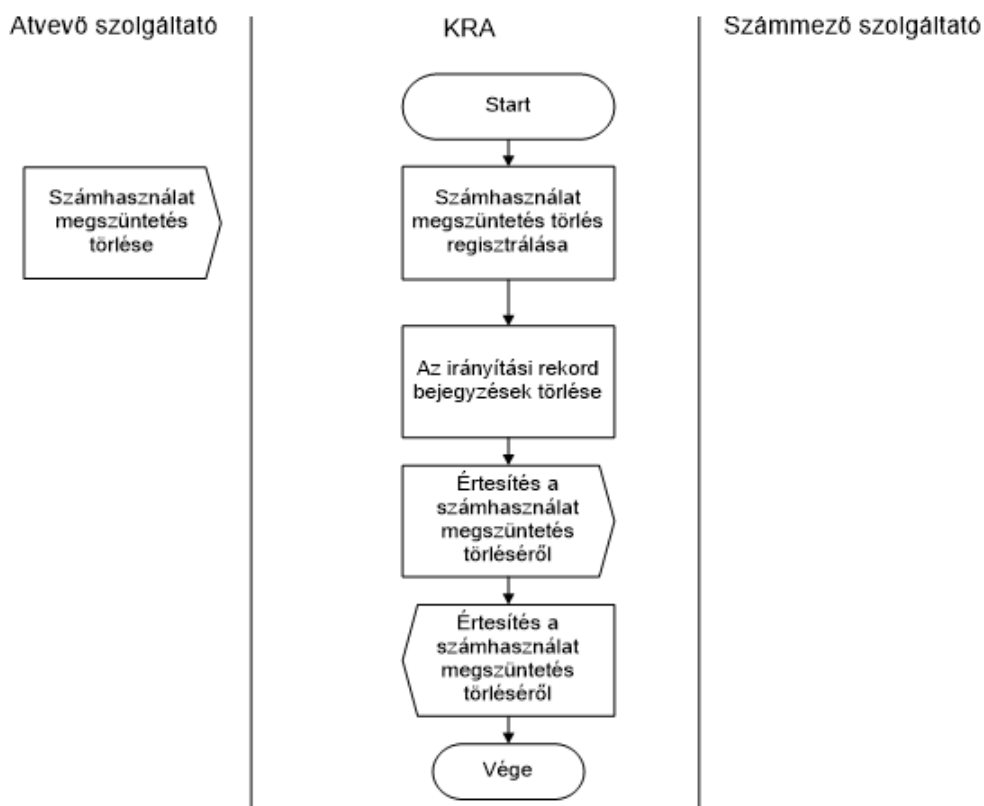 Átvevő szolgáltató
KRA
Számmező szolgáltató
Start
Számhasználat
megszüntetés
törlése
Számhasználat
megszüntetés törlés
regisztrálása
Az irányítási rekord
bejegyzések törlése
Értesítés a
számhasználat
megszüntetés
törléséről
Értesítés a
számhasználat
megszüntetés
törléséről
Vége